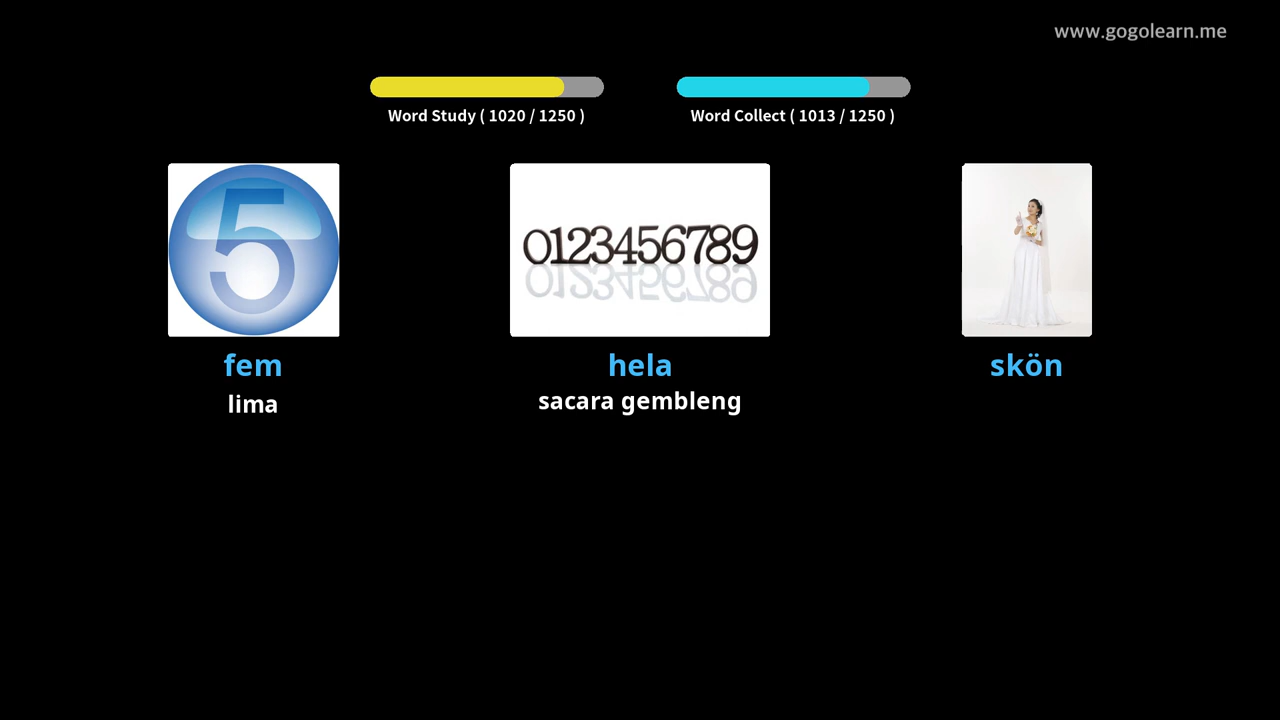 www.gogolearn.me
Word Study ( 1020 / 1250 )
Word Collect ( 1013 / 1250 )
5
0123456789
fem
hela
skön
lima
sacara gembleng